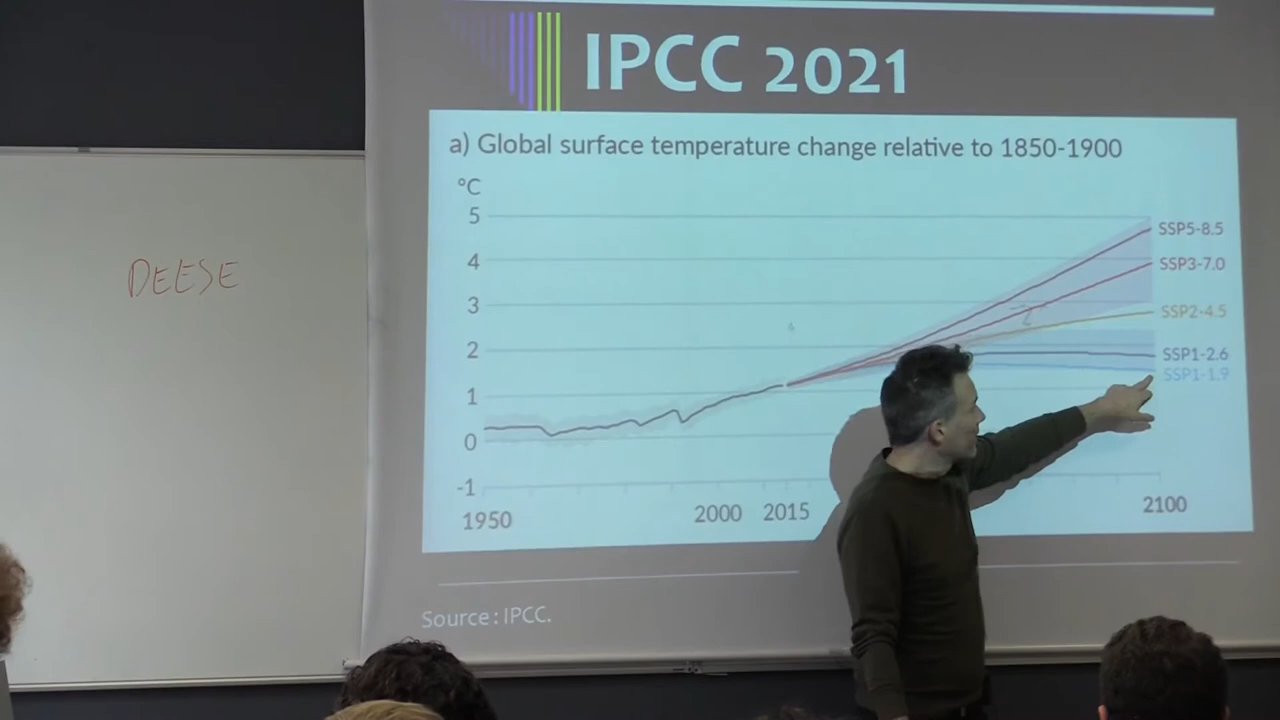 IPCC 2021
a) Global surface temperature change relative to 1850-1900
°C
5
4
3
2
1
0
-1
1950
2000
2015
2100
SSP5-8.5
SSP3-7.0
SSP2-4.5
SSP1-2.6
SSP1-1.9
Source: IPCC.
DEESE